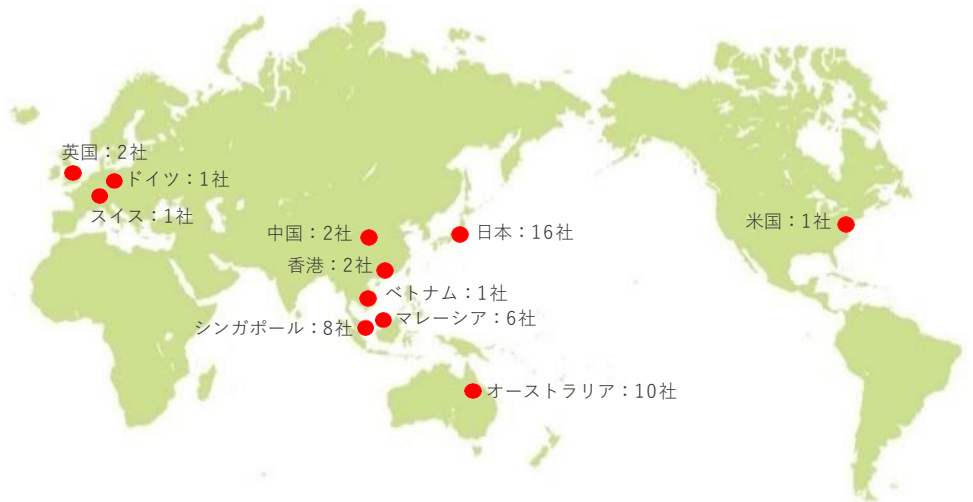 英国：2社
ドイツ：1社
スイス：1社
中国：2社
日本：16社
米国：1社
香港：2社
ベトナム：1社
マレーシア：6社
シンガポール：8社
オーストラリア：10社